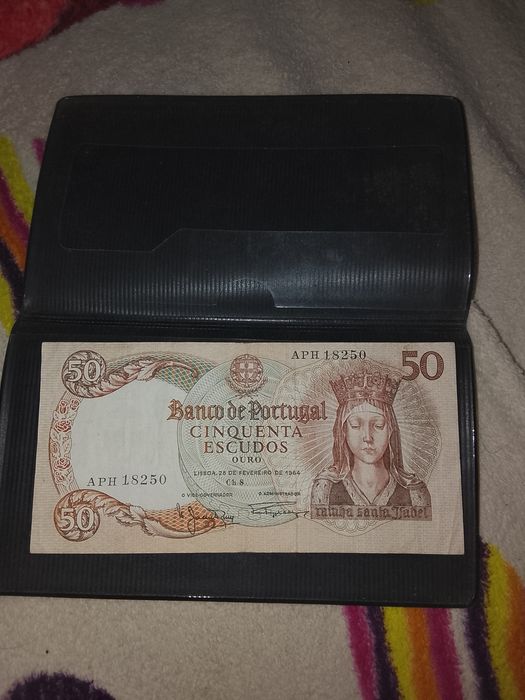 APH 18250
50
50
Banco de Portugal
CINQUENTA
ESCUDOS
OURO
LISBOA, 28 DE FEVEREIRO DE 1964
Ch 8
APH 18250
O VICE-GOVERNADOR
O ADMINISTRADOR
50
rainha santa Isabel